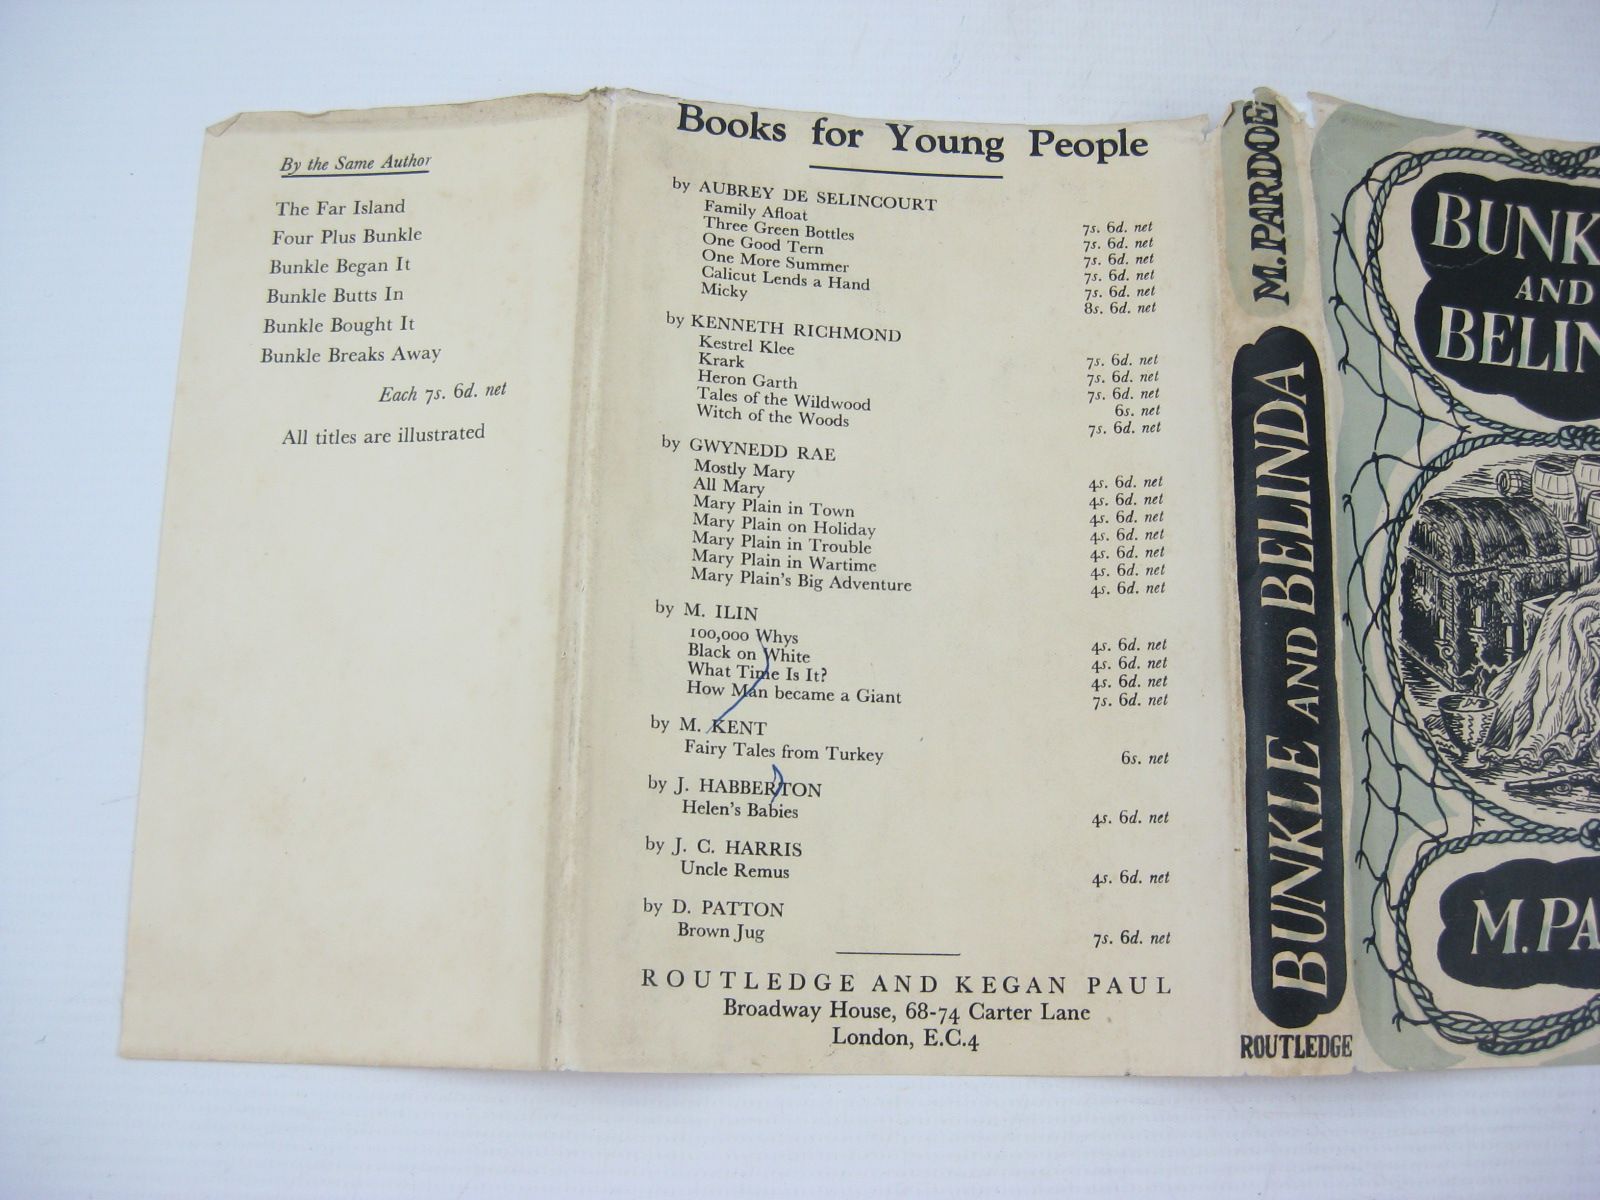 By the Same Author
The Far Island
Four Plus Bunkle
Bunkle Began It
Bunkle Butts In
Bunkle Bought It
Bunkle Breaks Away
Each 7s. 6d. net
All titles are illustrated
Books for Young People
by AUBREY DE SELINCOURT
Family Afloat 7s. 6d. net
Three Green Bottles 7s. 6d. net
One Good Tern 7s. 6d. net
One More Summer 7s. 6d. net
Calicut Lends a Hand 7s. 6d. net
Micky 8s. 6d. net
by KENNETH RICHMOND
Kestrel Klee 7s. 6d. net
Krark 7s. 6d. net
Heron Garth 7s. 6d. net
Tales of the Wildwood 6s. net
Witch of the Woods 7s. 6d. net
by GWYNEDD RAE
Mostly Mary 4s. 6d. net
All Mary 4s. 6d. net
Mary Plain in Town 4s. 6d. net
Mary Plain on Holiday 4s. 6d. net
Mary Plain in Trouble 4s. 6d. net
Mary Plain in Wartime 4s. 6d. net
Mary Plain's Big Adventure 4s. 6d. net
by M. ILIN
100,000 Whys 4s. 6d. net
Black on White 4s. 6d. net
What Time Is It? 4s. 6d. net
How Man became a Giant 7s. 6d. net
by M. KENT
Fairy Tales from Turkey 6s. net
by J. HABBERTON
Helen's Babies 4s. 6d. net
by J. C. HARRIS
Uncle Remus 4s. 6d. net
by D. PATTON
Brown Jug 7s. 6d. net
ROUTLEDGE AND KEGAN PAUL
Broadway House, 68-74 Carter Lane
London, E.C.4
M. PARDOE
BUNKLE AND BELINDA
ROUTLEDGE
BUNK
AND
BELIN
M. PA